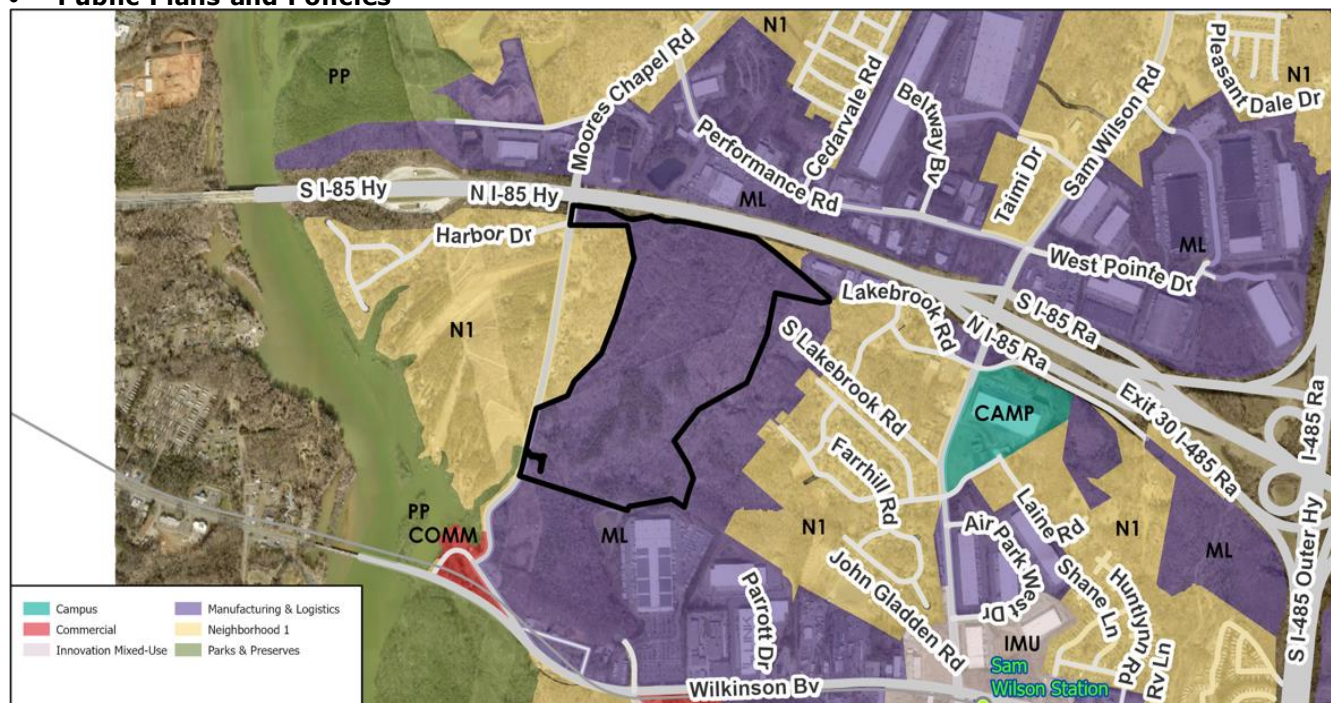 • Public Plans and Policies
N1
PP
Moores Chapel Rd
Cedarvale Rd
Beltway Bv
Sam Wilson Rd
Pleasant Dale Dr
N1
Performance Rd
Taimi Dr
S I-85 Hy
N I-85 Hy
ML
Harbor Dr
ML
West Pointe Dr
Lakebrook Rd
S I-85 Ra
N I-85 Ra
N1
S Lakebrook Rd
CAMP
Exit 30 I-485 Ra
I-485 Ra
Farrhill Rd
Laine Rd
PP
COMM
ML
N1
N1
ML
Air Park West Dr
Shane Ln
S I-485 Outer Hy
Parrott Dr
John Gladden Rd
Huntlynn Rd
Rv Ln
IMU
Sam
Wilson Station
Wilkinson Bv
Campus
Commercial
Innovation Mixed-Use
Manufacturing & Logistics
Neighborhood 1
Parks & Preserves